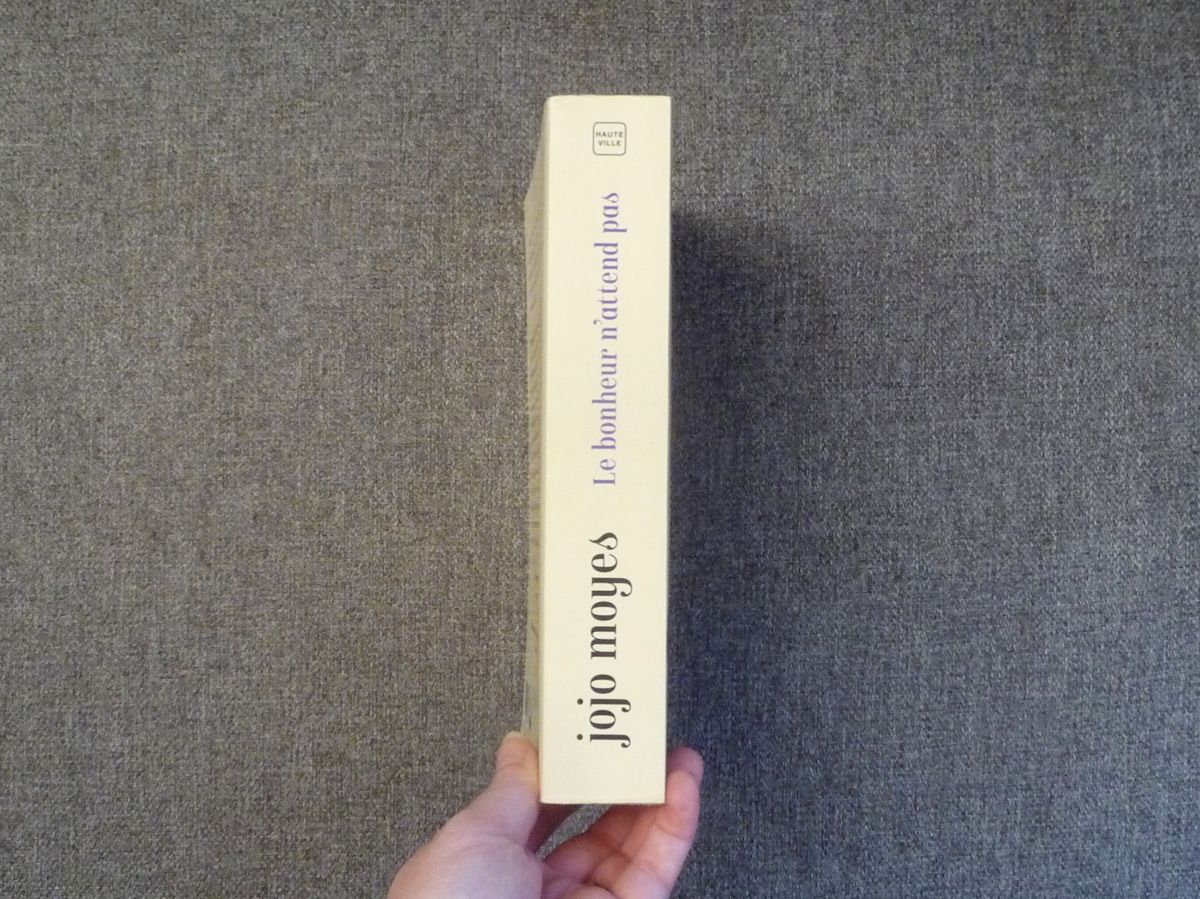 HAUTE
VILLE
Le bonheur n'attend pas
jojo moyes